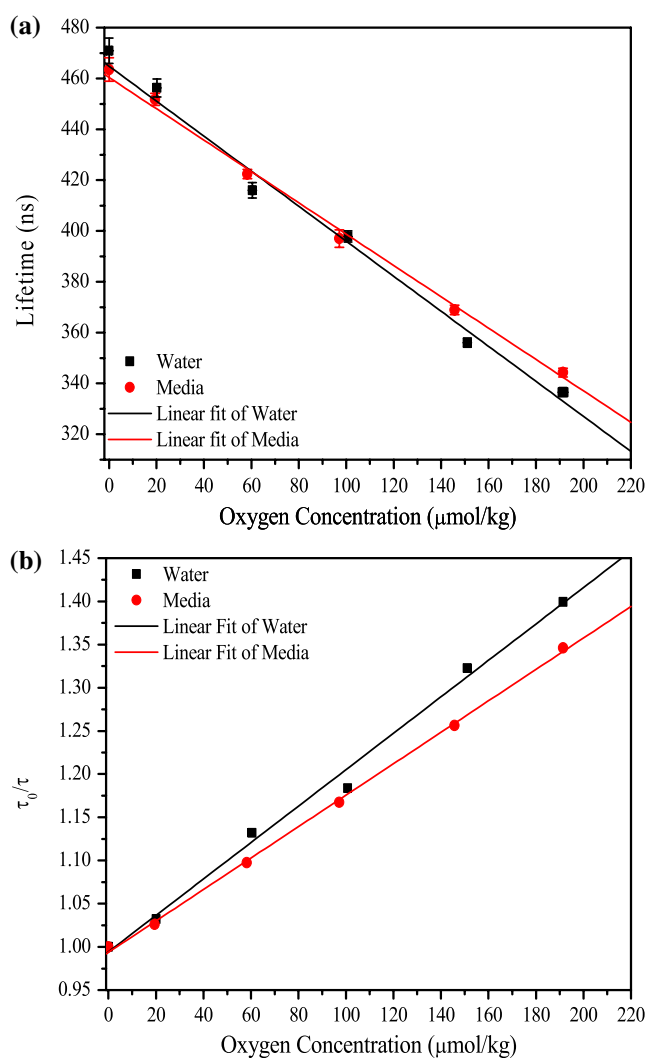 (a)
480
460
440
420
400
380
360
340
320
Lifetime (ns)
Water
Media
Linear fit of Water
Linear fit of Media
0 20 40 60 80 100 120 140 160 180 200 220
Oxygen Concentration (μmol/kg)
(b)
1.45
1.40
1.35
1.30
1.25
1.20
1.15
1.10
1.05
1.00
0.95
τ₀/τ
Water
Media
Linear Fit of Water
Linear Fit of Media
0 20 40 60 80 100 120 140 160 180 200 220
Oxygen Concentration (μmol/kg)